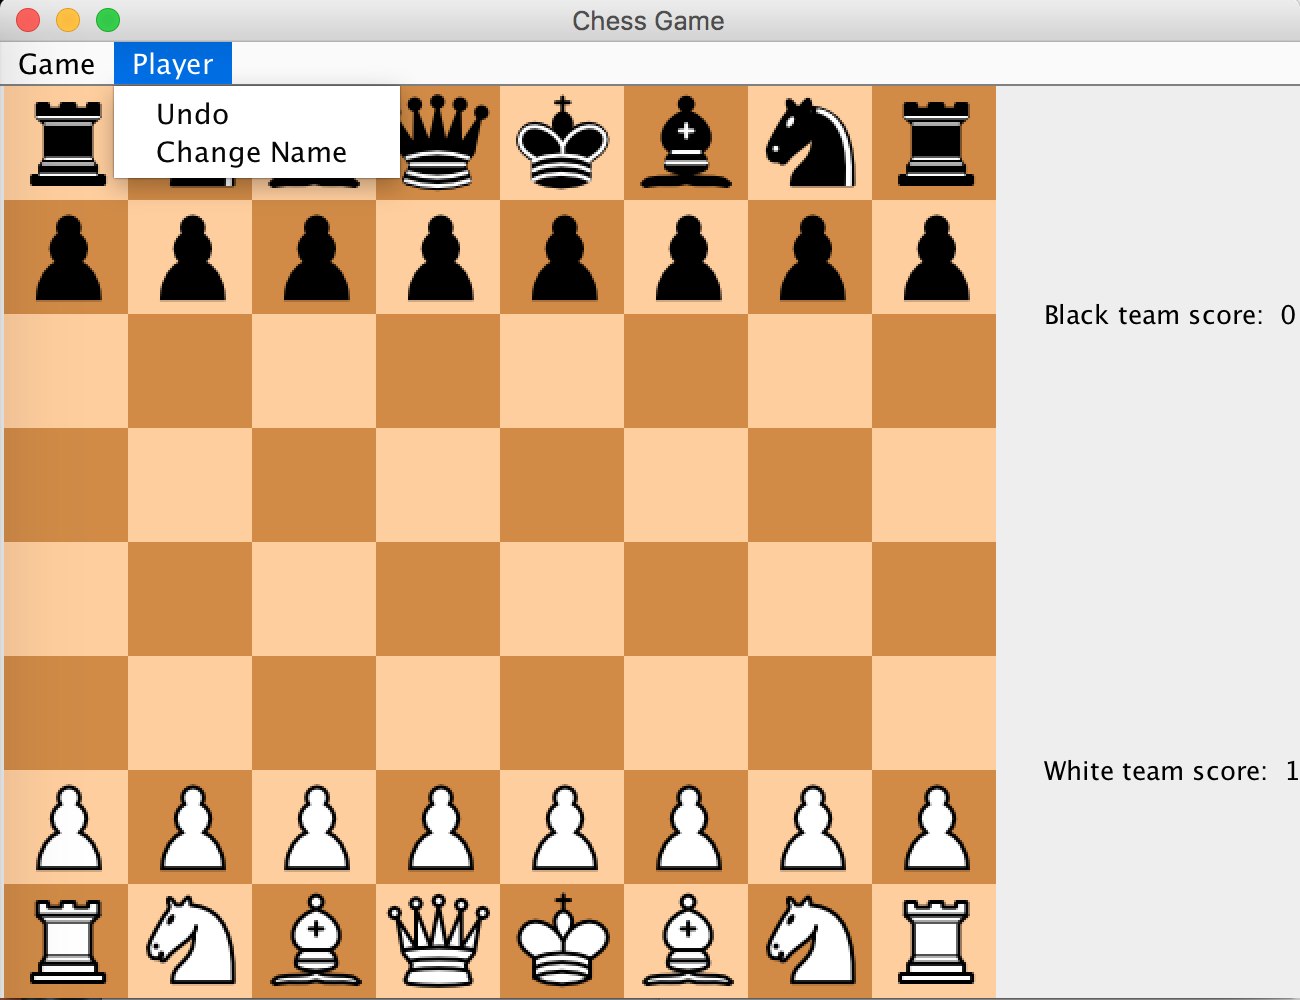 Chess Game
Game Player
Undo
Change Name
Black team score: 0
White team score: 1